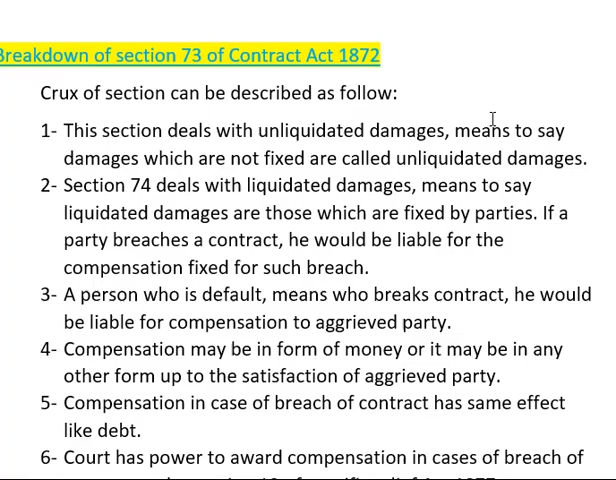 Breakdown of section 73 of Contract Act 1872
Crux of section can be described as follow:
1- This section deals with unliquidated damages, means to say
damages which are not fixed are called unliquidated damages.
2- Section 74 deals with liquidated damages, means to say
liquidated damages are those which are fixed by parties. If a
party breaches a contract, he would be liable for the
compensation fixed for such breach.
3- A person who is default, means who breaks contract, he would
be liable for compensation to aggrieved party.
4- Compensation may be in form of money or it may be in any
other form up to the satisfaction of aggrieved party.
5- Compensation in case of breach of contract has same effect
like debt.
6- Court has power to award compensation in cases of breach of